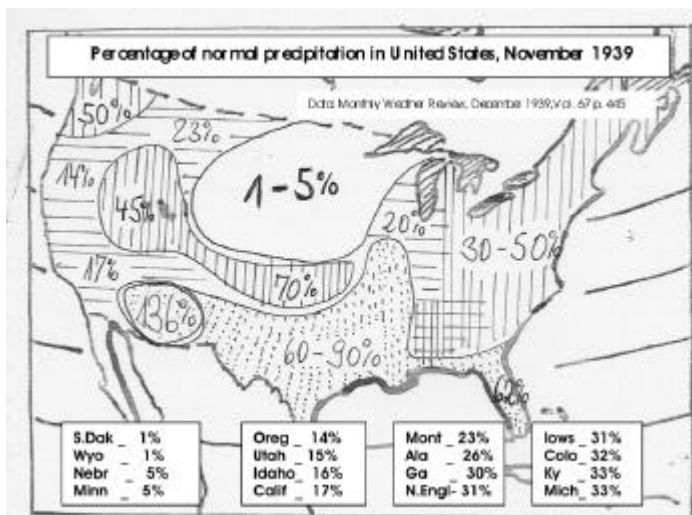 Percentage of normal precipitation in United States, November 1939
Data: Monthly Weather Review, December 1939, Vol. 67 p. 445
50%
23%
14%
1-5%
45%
20%
30-50%
17%
70%
136%
60-90%
62%
S.Dak _ 1%
Wyo _ 1%
Nebr _ 5%
Minn _ 5%
Oreg _ 14%
Utah _ 15%
Idaho _ 16%
Calif _ 17%
Mont _ 23%
Ala _ 26%
Ga _ 30%
N.Engl- 31%
Iows _ 31%
Colo _ 32%
Ky _ 33%
Mich _ 33%